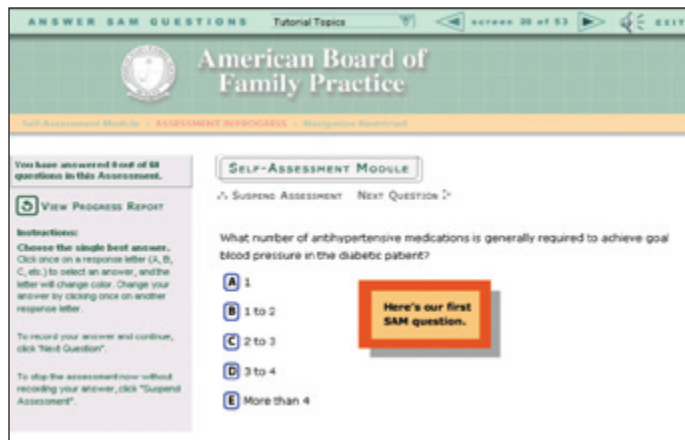 ANSWER SAM QUESTIONS Tutorial Topics screen 20 of 53 EXIT
American Board of
Family Practice
Self-Assessment Module : ASSESSMENT IN PROGRESS : Navigation Restricted
You have answered 0 out of 60
questions in this Assessment.
VIEW PROGRESS REPORT
Instructions:
Choose the single best answer.
Click once on a response letter (A, B,
C, etc.) to select an answer, and the
letter will change color. Change your
answer by clicking once on another
response letter.
To record your answer and continue,
click "Next Question".
To stop the assessment now without
recording your answer, click "Suspend
Assessment".
SELF-ASSESSMENT MODULE
SUSPEND ASSESSMENT NEXT QUESTION
What number of antihypertensive medications is generally required to achieve goal
blood pressure in the diabetic patient?
A 1
B 1 to 2
C 2 to 3
D 3 to 4
E More than 4
Here's our first
SAM question.